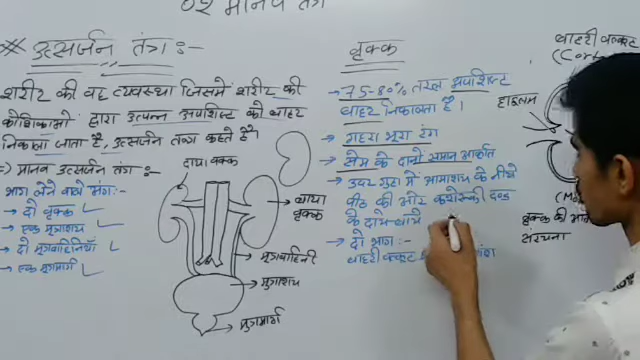 02 मानव तंत्र
* उत्सर्जन तंत्र :-
शरीर की वह व्यवस्था जिसमें शरीर की
कोशिकाओं द्वारा उत्पन्न अपशिष्ट को बाहर
निकाला जाता है, उत्सर्जन तंत्र कहते हैं।
=) मानव उत्सर्जन तंत्र :-
भाग लेने वाले अंग:-
→ दो वृक्क
→ एक मूत्राशय
→ दो मूत्रवाहिनियाँ
→ एक मूत्रमार्ग
दाया वृक्क
बाया वृक्क
मूत्रवाहिनी
मूत्राशय
मूत्रमार्ग
वृक्क
→ 75-80% तरल अपशिष्ट
बाहर निकालता है।
→ गहरा भूरा रंग
→ सेम के दानों समान आकृति
→ उदर गुहा में आमाशय के नीचे
पीठ की ओर कशेरुकी दण्ड
के दाये बाये
→ दो भाग:-
बाहरी
बाहरी वल्कुट
हाइलम
वृक्क की
संरचना